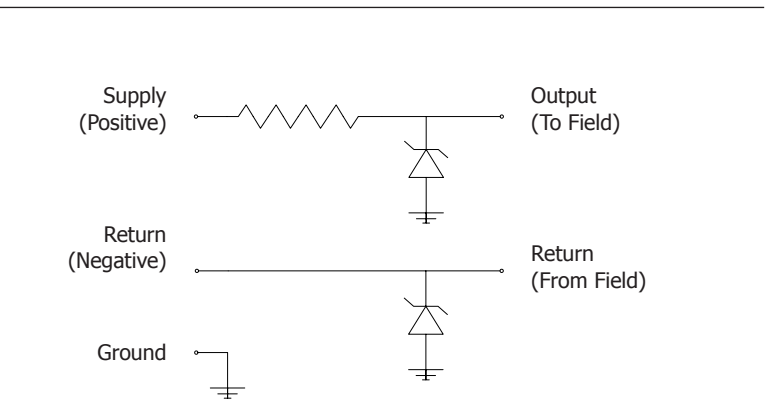 Supply
(Positive)
Output
(To Field)
Return
(Negative)
Return
(From Field)
Ground